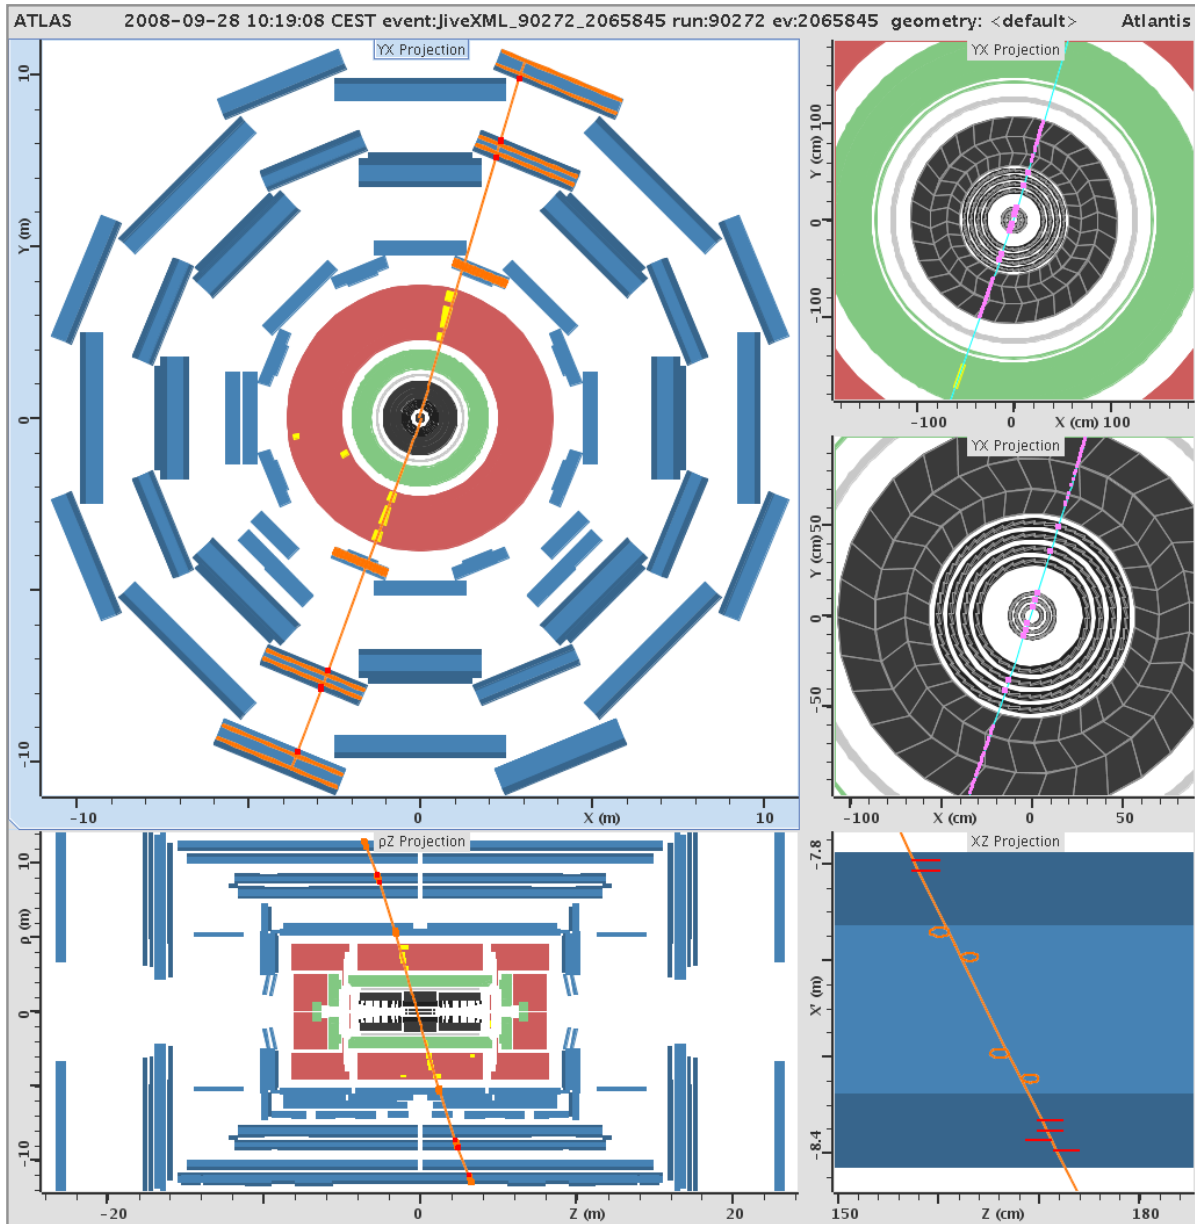 ATLAS 2008-09-28 10:19:08 CEST event:JiveXML_90272_2065845 run:90272 ev:2065845 geometry: <default> Atlantis
YX Projection
10
Y (m)
0
-10
-10 0 X (m) 10
YX Projection
100
Y (cm)
0
-100
-100 0 X (cm) 100
YX Projection
50
Y (cm)
0
-50
-100 X (cm) 0 50
ρZ Projection
10
ρ (m)
0
-10
-20 0 Z (m) 20
XZ Projection
-7.8
X' (m)
-8.4
150 Z (cm) 180